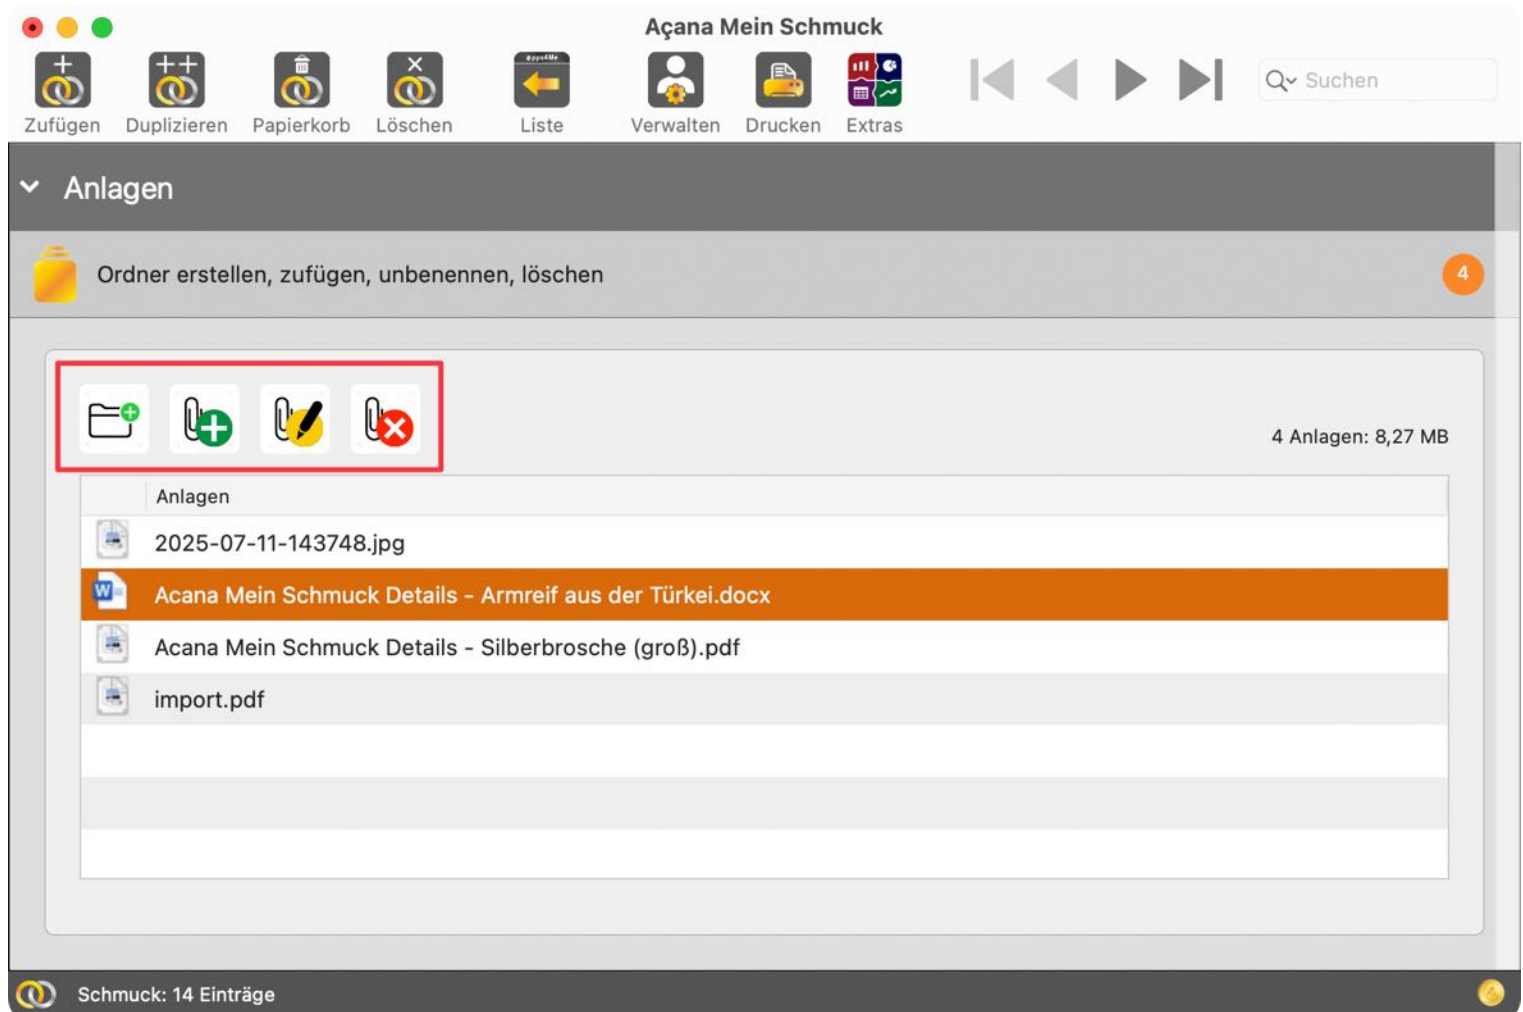 Açana Mein Schmuck
apps4Me
Zufügen Duplizieren Papierkorb Löschen Liste Verwalten Drucken Extras Suchen
Anlagen
Ordner erstellen, zufügen, unbenennen, löschen 4
4 Anlagen: 8,27 MB
Anlagen
2025-07-11-143748.jpg
W Acana Mein Schmuck Details - Armreif aus der Türkei.docx
Acana Mein Schmuck Details - Silberbrosche (groß).pdf
import.pdf
Schmuck: 14 Einträge